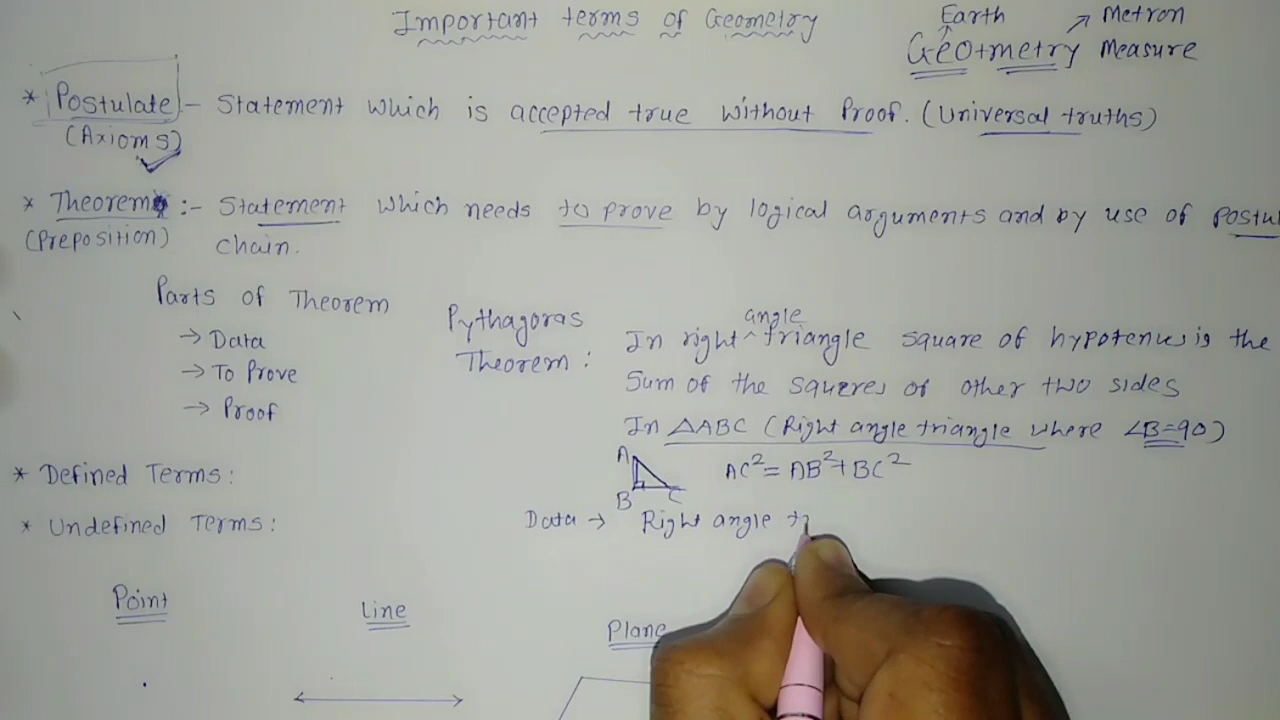 Important terms of Geometry
Earth
Metron
Geo+metry Measure
* Postulate :- Statement which is accepted true without Proof. (Universal truths)
(Axioms)
* Theorem :- Statement which needs to prove by logical arguments and by use of Postu
(Preposition) chain.
Parts of Theorem
→ Data
→ To Prove
→ Proof
Pythagoras
Theorem :
angle
In right ^ triangle square of hypotenus is the
Sum of the squares of other two sides
In △ABC (Right angle triangle where ∠B=90)
A
B C
AC²= AB²+BC²
Data → Right angle
* Defined Terms :
* Undefined Terms :
Point
Line
Plane